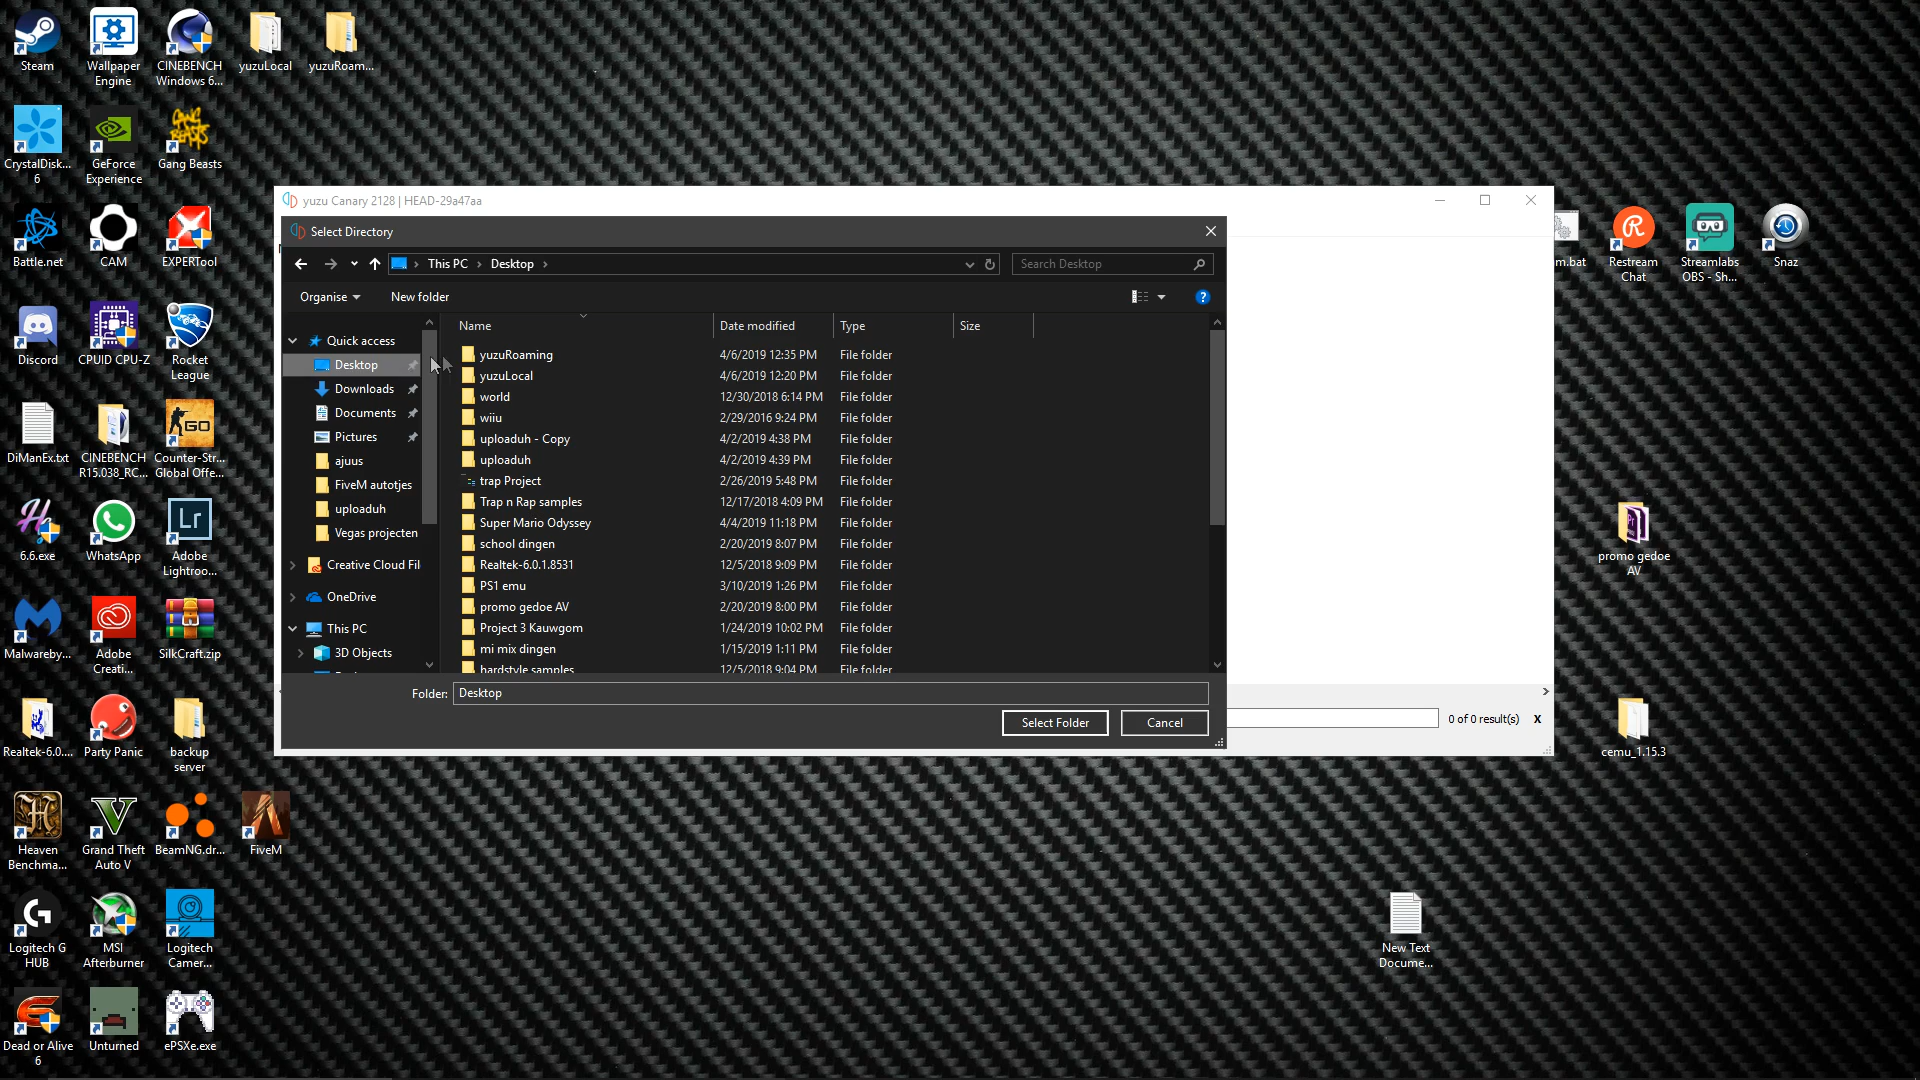 Steam
Wallpaper
Engine
CINEBENCH
Windows 6...
yuzuLocal
yuzuRoam...
CrystalDisk...
6
GeForce
Experience
GANG
BEASTS
Gang Beasts
Battle.net
CAM
EXPERTool
Discord
CPUID CPU-Z
Rocket
League
DiManEx.txt
CINEBENCH
R15.038_RC...
GO
Counter-Str...
Global Offe...
6.6.exe
WhatsApp
Lr
Adobe
Lightroo...
Malwareby...
Adobe
Creati...
SilkCraft.zip
Realtek-6.0....
Party Panic
backup
server
Heaven
Benchma...
Grand Theft
Auto V
BeamNG.dr...
FiveM
Logitech G
HUB
MSI
Afterburner
Logitech
Camer...
Dead or Alive
6
Unturned
ePSXe.exe
yuzu Canary 2128 | HEAD-29a47aa
Select Directory
This PC > Desktop >
Search Desktop
Organise
New folder
Name
Date modified
Type
Size
Quick access
Desktop
Downloads
Documents
Pictures
ajuus
FiveM autotjes
uploaduh
Vegas projecten
Creative Cloud Fil
OneDrive
This PC
3D Objects
yuzuRoaming 4/6/2019 12:35 PM File folder
yuzuLocal 4/6/2019 12:20 PM File folder
world 12/30/2018 6:14 PM File folder
wiiu 2/29/2016 9:24 PM File folder
uploaduh - Copy 4/2/2019 4:38 PM File folder
uploaduh 4/2/2019 4:39 PM File folder
trap Project 2/26/2019 5:48 PM File folder
Trap n Rap samples 12/17/2018 4:09 PM File folder
Super Mario Odyssey 4/4/2019 11:18 PM File folder
school dingen 2/20/2019 8:07 PM File folder
Realtek-6.0.1.8531 12/5/2018 9:09 PM File folder
PS1 emu 3/10/2019 1:26 PM File folder
promo gedoe AV 2/20/2019 8:00 PM File folder
Project 3 Kauwgom 1/24/2019 10:02 PM File folder
mi mix dingen 1/15/2019 1:11 PM File folder
hardstyle samples 12/5/2018 9:04 PM File folder
Folder: Desktop
Select Folder
Cancel
0 of 0 result(s) X
m.bat
Restream
Chat
Streamlabs
OBS - Sh...
Snaz
Pr
promo gedoe
AV
cemu_1.15.3
New Text
Docume...